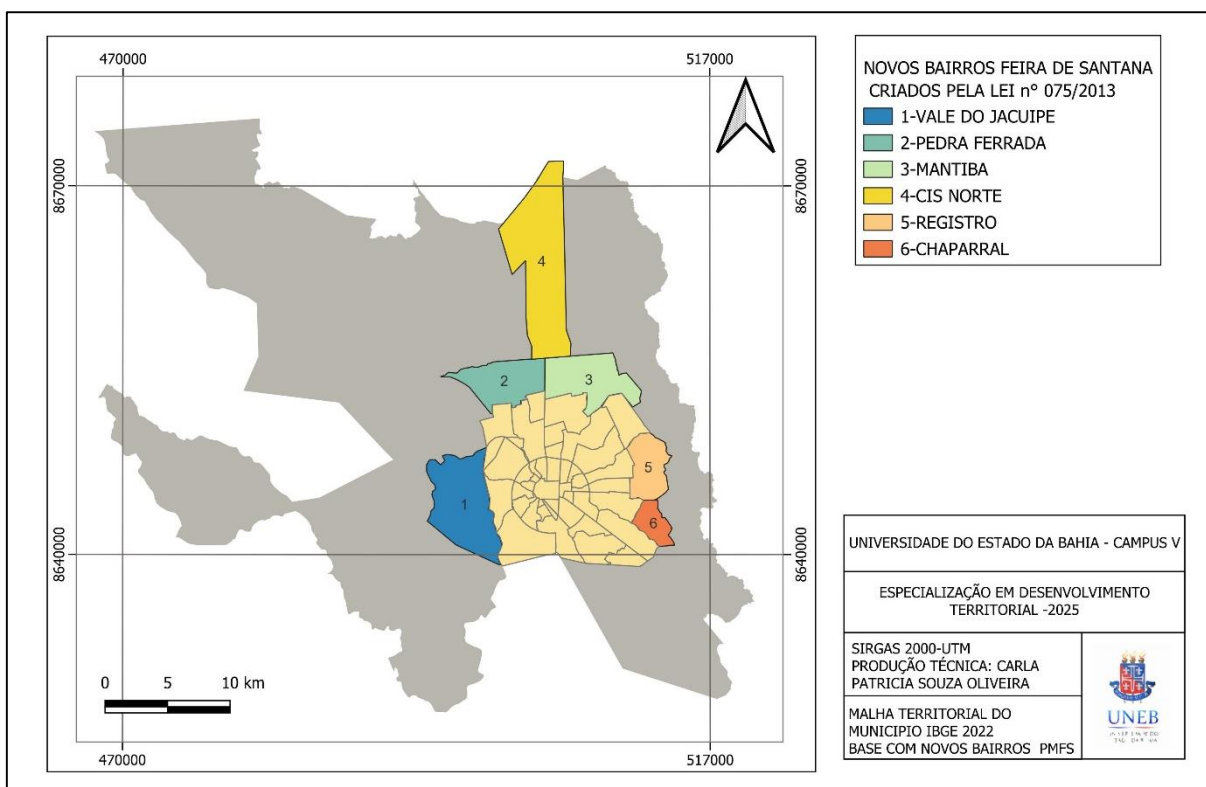 470000
517000
8670000
8670000
8640000
8640000
4
2
3
1
5
6
0 5 10 km
470000
517000
NOVOS BAIRROS FEIRA DE SANTANA
CRIADOS PELA LEI n° 075/2013
1-VALE DO JACUIPE
2-PEDRA FERRADA
3-MANTIBA
4-CIS NORTE
5-REGISTRO
6-CHAPARRAL
UNIVERSIDADE DO ESTADO DA BAHIA - CAMPUS V
ESPECIALIZAÇÃO EM DESENVOLVIMENTO
TERRITORIAL -2025
SIRGAS 2000-UTM
PRODUÇÃO TÉCNICA: CARLA
PATRICIA SOUZA OLIVEIRA
MALHA TERRITORIAL DO
MUNICIPIO IBGE 2022
BASE COM NOVOS BAIRROS PMFS
UNEB